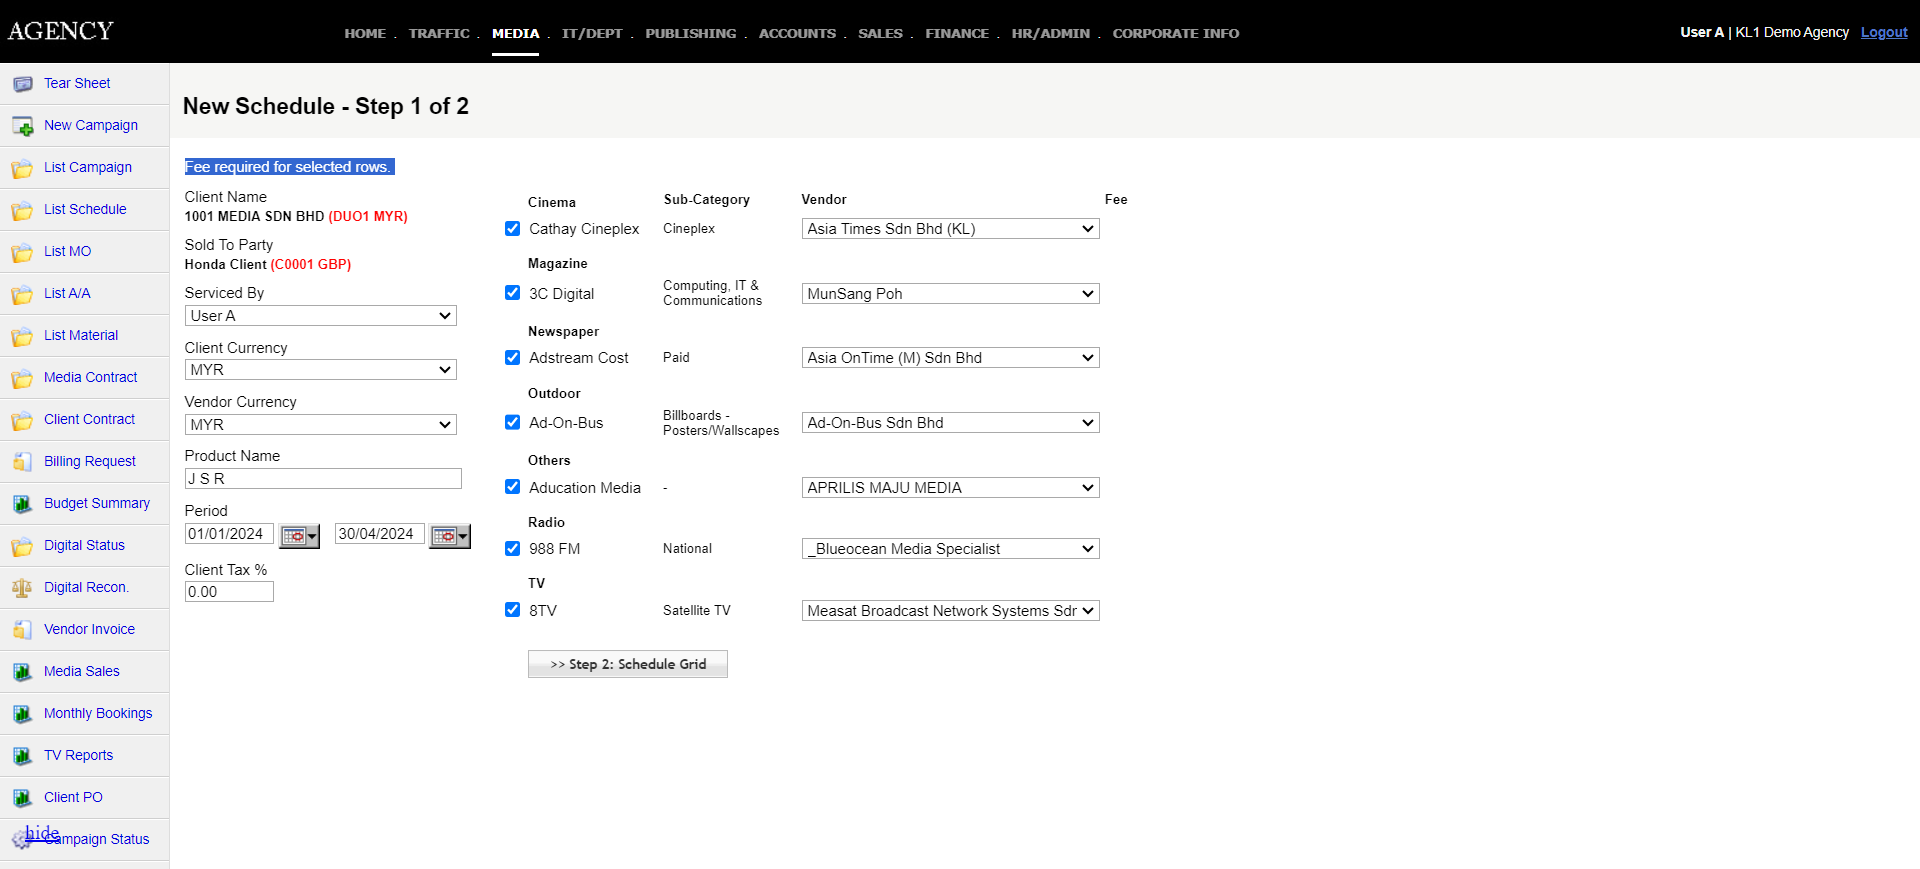 AGENCY
HOME . TRAFFIC . MEDIA . IT/DEPT . PUBLISHING . ACCOUNTS . SALES . FINANCE . HR/ADMIN . CORPORATE INFO
User A | KL1 Demo Agency Logout
Tear Sheet
New Campaign
List Campaign
List Schedule
List MO
List A/A
List Material
Media Contract
Client Contract
Billing Request
Budget Summary
Digital Status
Digital Recon.
Vendor Invoice
Media Sales
Monthly Bookings
TV Reports
Client PO
hide
Campaign Status
New Schedule - Step 1 of 2
Fee required for selected rows.
Client Name
1001 MEDIA SDN BHD (DUO1 MYR)
Sold To Party
Honda Client (C0001 GBP)
Serviced By
User A
Client Currency
MYR
Vendor Currency
MYR
Product Name
J S R
Period
01/01/2024 30/04/2024
Client Tax %
0.00
Cinema Sub-Category Vendor Fee
Cathay Cineplex Cineplex Asia Times Sdn Bhd (KL)
Magazine
3C Digital Computing, IT &
Communications MunSang Poh
Newspaper
Adstream Cost Paid Asia OnTime (M) Sdn Bhd
Outdoor
Ad-On-Bus Billboards -
Posters/Wallscapes Ad-On-Bus Sdn Bhd
Others
Aducation Media - APRILIS MAJU MEDIA
Radio
988 FM National _Blueocean Media Specialist
TV
8TV Satellite TV Measat Broadcast Network Systems Sdr
>> Step 2: Schedule Grid